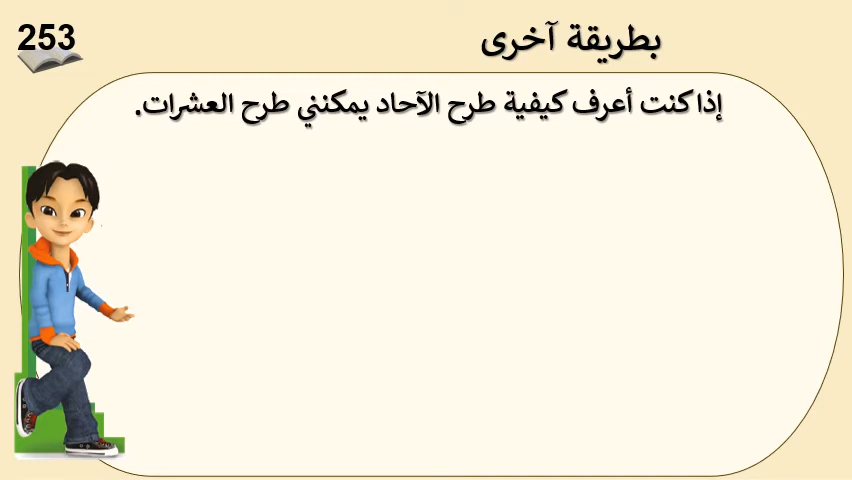 253
بطريقة آخرى
إذا كنت أعرف كيفية طرح الآحاد يمكنني طرح العشرات.